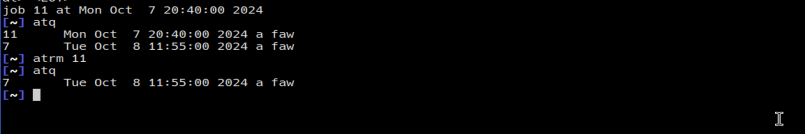 job 11 at Mon Oct  7 20:40:00 2024
[~] atq
11      Mon Oct  7 20:40:00 2024 a faw
7       Tue Oct  8 11:55:00 2024 a faw
[~] atrm 11
[~] atq
7       Tue Oct  8 11:55:00 2024 a faw
[~]